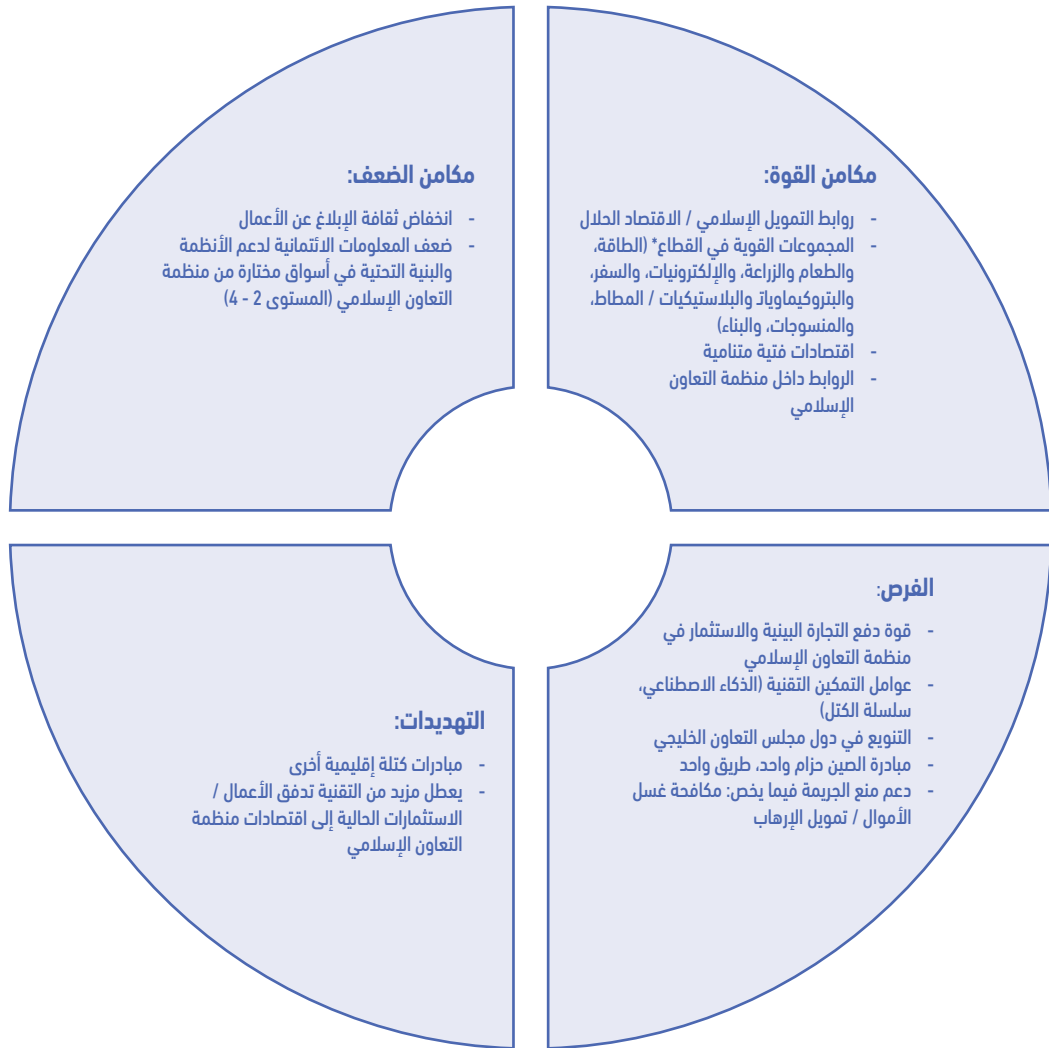 مكامن القوة:
- روابط التمويل الإسلامي / الاقتصاد الحلال
- المجموعات القوية في القطاع* (الطاقة،
والطعام والزراعة، والإلكترونيات، والسفر،
والبتروكيماويات والبلاستيكيات / المطاط،
والمنسوجات، والبناء)
- اقتصادات فتية متنامية
- الروابط داخل منظمة التعاون
الإسلامي
مكامن الضعف:
- انخفاض ثقافة الإبلاغ عن الأعمال
- ضعف المعلومات الائتمانية لدعم الأنظمة
والبنية التحتية في أسواق مختارة من منظمة
التعاون الإسلامي (المستوى 2 - 4)
الفرص:
- قوة دفع التجارة البينية والاستثمار في
منظمة التعاون الإسلامي
- عوامل التمكين التقنية (الذكاء الاصطناعي،
سلسلة الكتل)
- التنويع في دول مجلس التعاون الخليجي
- مبادرة الصين حزام واحد، طريق واحد
- دعم منع الجريمة فيما يخص: مكافحة غسل
الأموال / تمويل الإرهاب
التهديدات:
- مبادرات كتلة إقليمية أخرى
- يعطل مزيد من التقنية تدفق الأعمال /
الاستثمارات الحالية إلى اقتصادات منظمة
التعاون الإسلامي